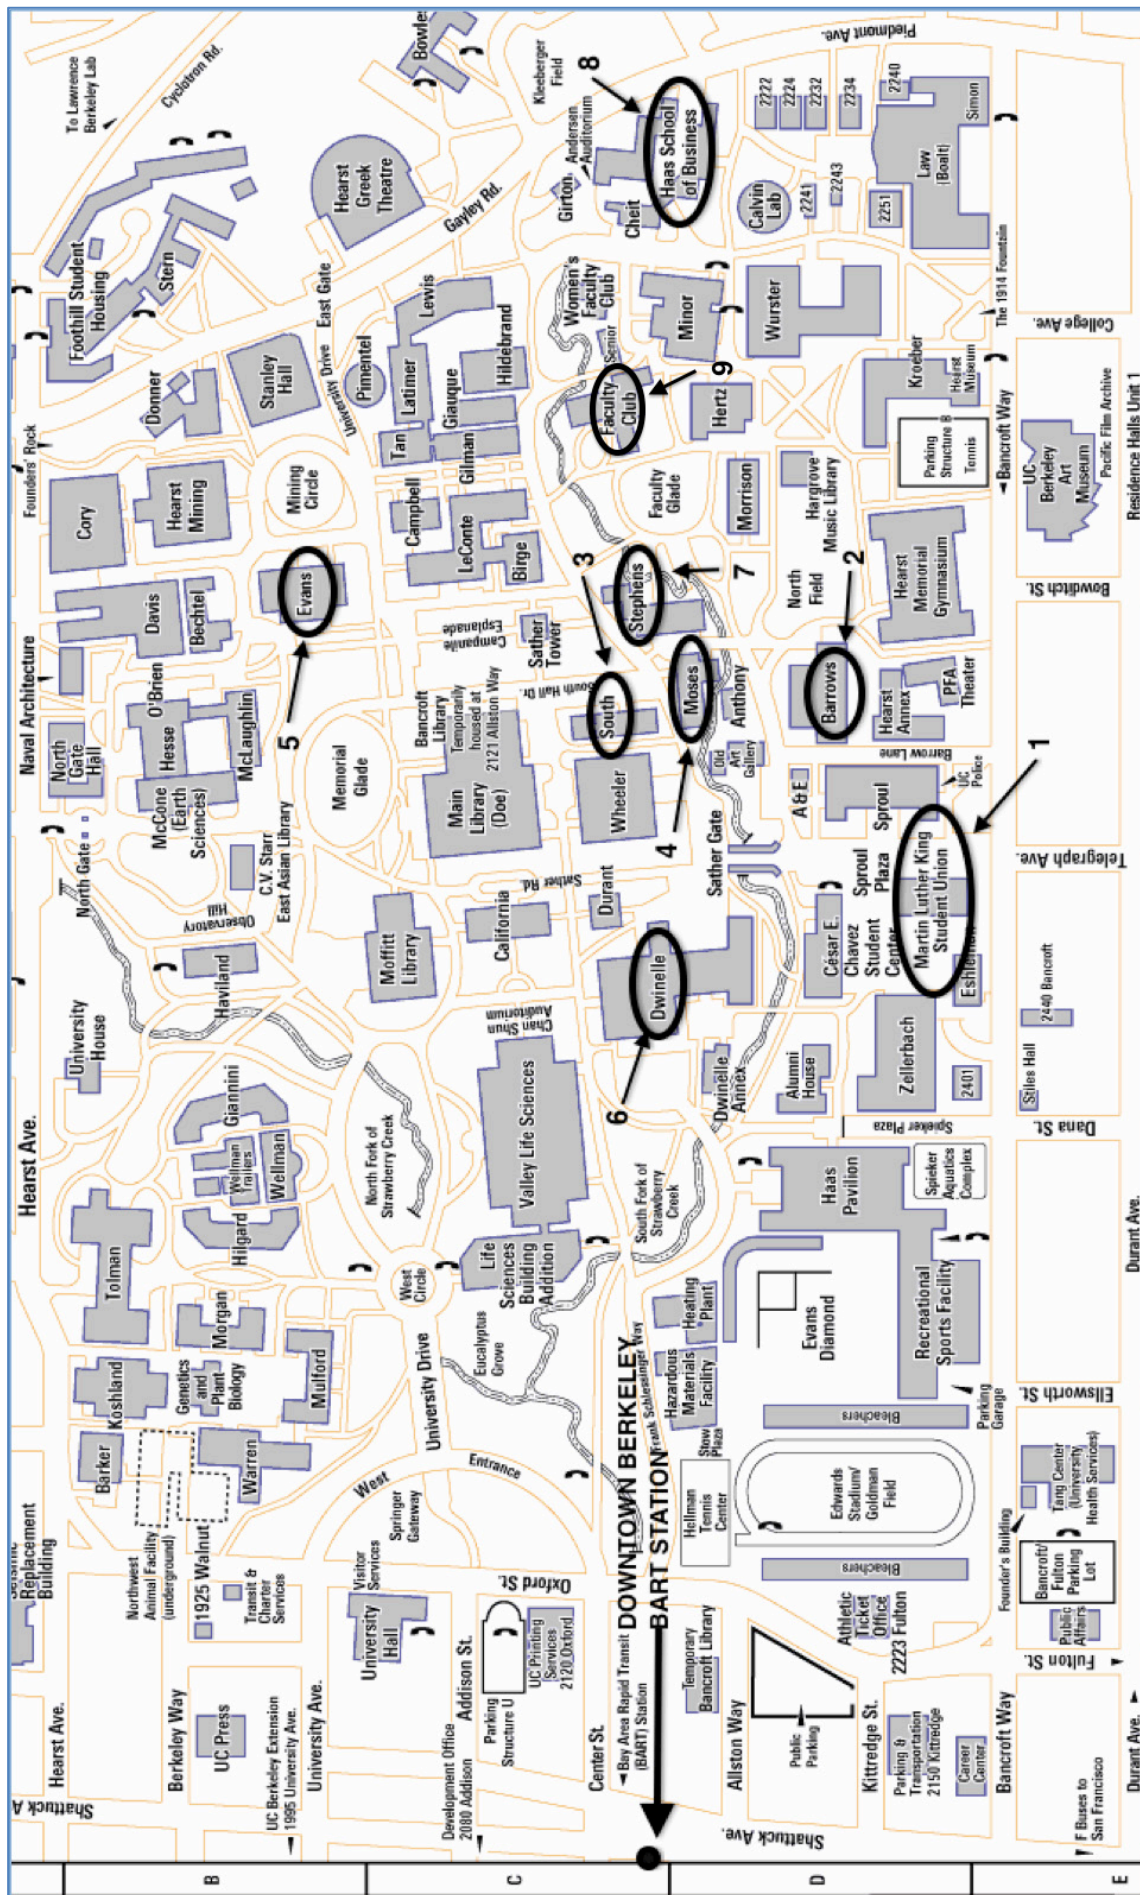 To Lawrence
Berkeley Lab
Cyclotron Rd.
Bowles
Piedmont Ave.
Kleeberger
Field
8
Foothill Student
Housing
Stern
Hearst
Greek
Theatre
Gayley Rd.
Girton
Andersen
Auditorium
Cheit
Haas School
of Business
2222
2224
2232
2234
2240
Calvin
Lab
2241
2243
2251
Law
(Boalt)
Simon
Founders' Rock
Donner
Stanley
Hall
East Gate
University Drive
Pimentel
Lewis
Latimer
Giauque
Hildebrand
Tan
Gilman
Women's
Faculty
Club
Senior
Faculty
Club
9
Minor
Wurster
Hertz
The 1914 Fountain
College Ave.
Kroeber
Hearst
Museum
Parking
Structure B
Tennis
Bancroft Way
UC
Berkeley
Art
Museum
Pacific Film Archive
Residence Halls Unit 1
Cory
Hearst
Mining
Mining
Circle
Campbell
LeConte
Birge
Faculty
Glade
Morrison
Hargrove
Music Library
Naval Architecture
Davis
Bechtel
Evans
5
Campanile
Esplanade
Sather
Tower
3
Stephens
7
North
Field
2
Hearst
Memorial
Gymnasium
Bowditch St.
North
Gate
Hall
O'Brien
Hesse
McLaughlin
McCone
(Earth
Sciences)
Memorial
Glade
Bancroft
Library
Temporarily
housed at
2121 Allston Way
Main
Library
(Doe)
South Hall Dr.
South
Wheeler
Moses
4
Anthony
Old
Art
Gallery
Barrows
Hearst
Annex
PFA
Theater
Barrow Lane
A & E
Sproul
UC
Police
1
North Gate
C.V. Starr
East Asian Library
Observatory
Hill
Haviland
Moffitt
Library
California
Sather Rd.
Durant
Sather Gate
Dwinelle
6
César E.
Chavez
Student
Center
Sproul
Plaza
Martin Luther King
Student Union
Eshleman
Telegraph Ave.
2440 Bancroft
University
House
Giannini
Wellman
Trailers
Wellman
Hilgard
North Fork of
Strawberry Creek
Chan Shun
Auditorium
Valley Life Sciences
Dwinelle
Annex
Alumni
House
Zellerbach
2401
Stiles Hall
Dana St.
Spieker Plaza
Hearst Ave.
Tolman
Morgan
West
Circle
Life
Sciences
Building
Addition
South Fork of
Strawberry
Creek
Haas
Pavilion
Spieker
Aquatics
Complex
Durant Ave.
Koshland
Genetics
and
Plant
Biology
Mulford
University Drive
Eucalyptus
Grove
Heating
Plant
Hazardous
Materials
Facility
Frank Schlessinger Way
Evans
Diamond
Recreational
Sports Facility
Parking
Garage
Ellsworth St.
Barker
Warren
West
Entrance
Stow
Plaza
Bleachers
Northwest
Animal Facility
(underground)
Springer
Gateway
Hellman
Tennis
Center
Edwards
Stadium/
Goldman
Field
Tang Center
(University
Health Services)
Replacement
Building
1925 Walnut
Transit &
Charter
Services
Visitor
Services
University
Hall
Oxford St.
DOWNTOWN BERKELEY
BART STATION
Bleachers
Founder's Building
Bancroft/
Fulton
Parking
Lot
Public
Affairs
Fulton St.
Hearst Ave.
Berkeley Way
UC Press
UC Berkeley Extension
1995 University Ave.
University Ave.
Development Office
2080 Addison
Addison St.
Parking
Structure U
UC Printing
Services
2120 Oxford
Center St.
Bay Area Rapid Transit
(BART) Station
Temporary
Bancroft Library
Allston Way
Public
Parking
Athletic
Ticket
Office
2223 Fulton
Kittredge St.
Parking &
Transportation
2150 Kittredge
Career
Center
Bancroft Way
F Buses to
San Francisco
Durant Ave.
Shattuck A
Shattuck Ave.
B
C
D
E